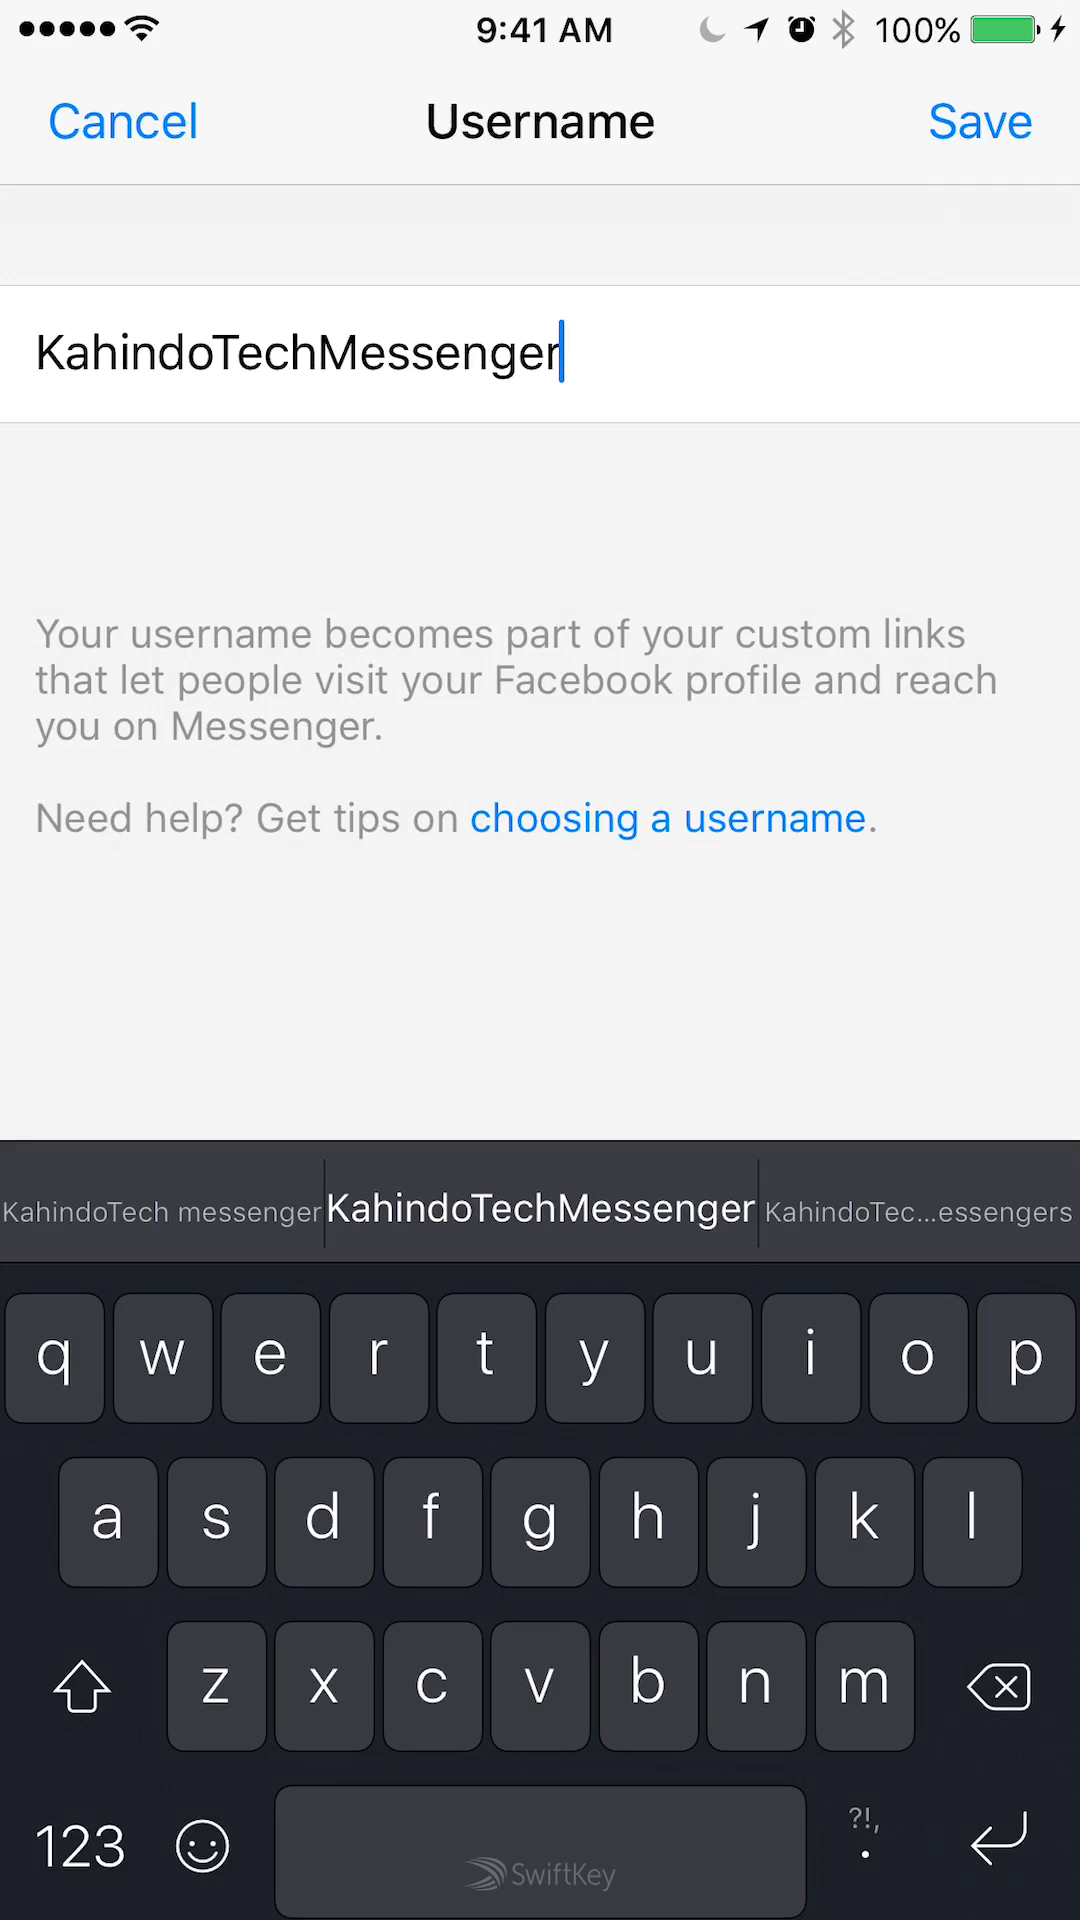 9:41 AM 100%
Cancel Username Save
KahindoTechMessenger
Your username becomes part of your custom links
that let people visit your Facebook profile and reach
you on Messenger.
Need help? Get tips on choosing a username.
KahindoTech messenger KahindoTechMessenger KahindoTec...essengers
q w e r t y u i o p
a s d f g h j k l
z x c v b n m
123 SwiftKey ?!, .